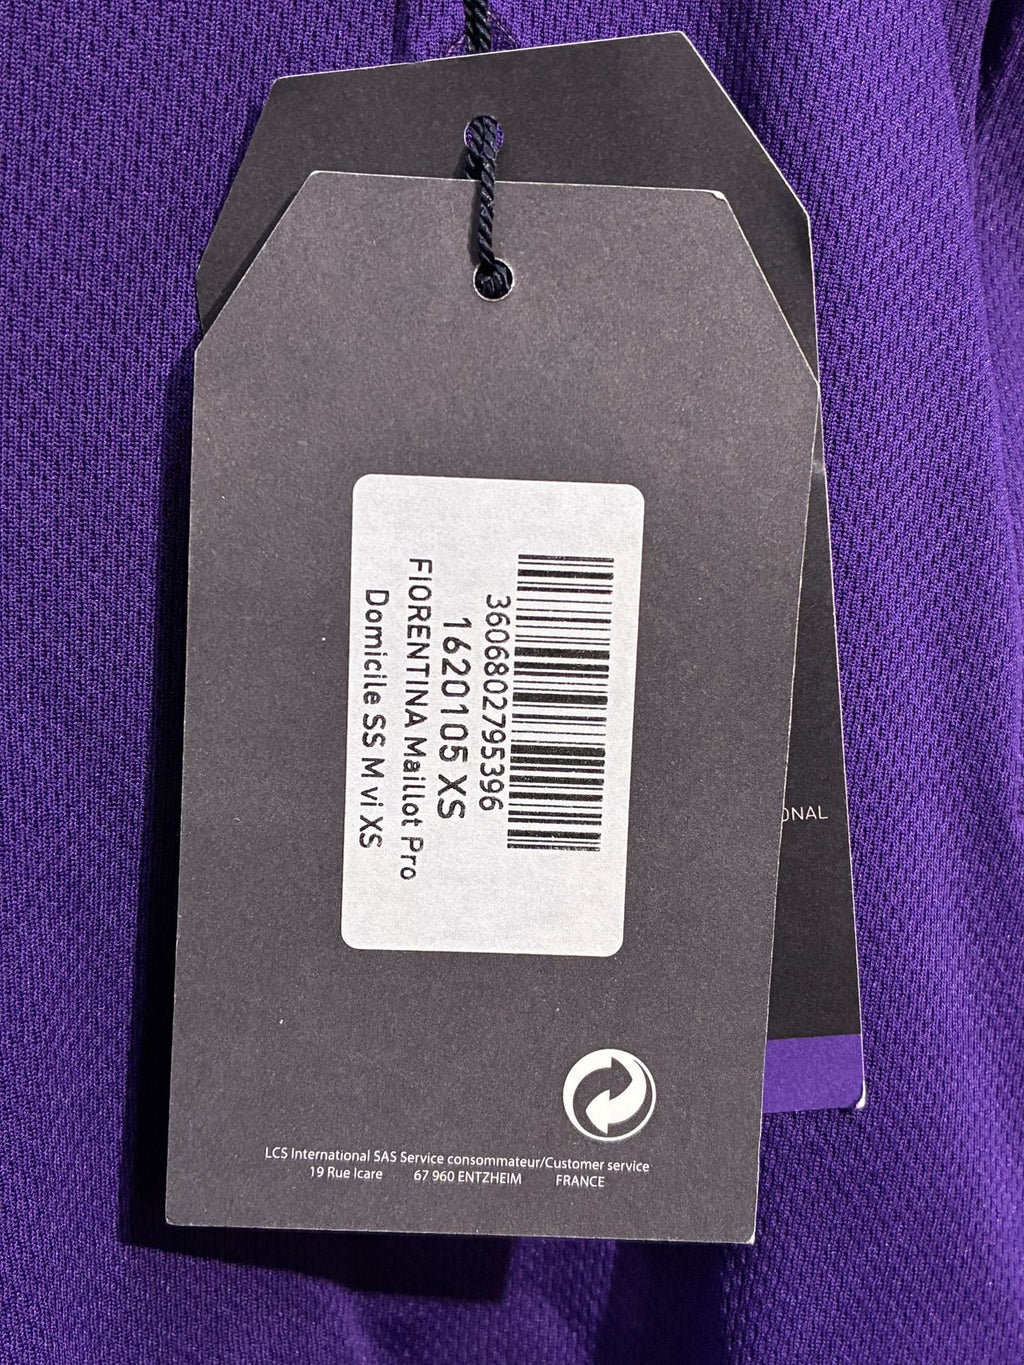 3606802795396
1620105 XS
FIORENTINA Maillot Pro
Domicile SS M vi XS
ONAL
LCS International SAS Service consommateur/Customer service
19 Rue Icare 67 960 ENTZHEIM FRANCE